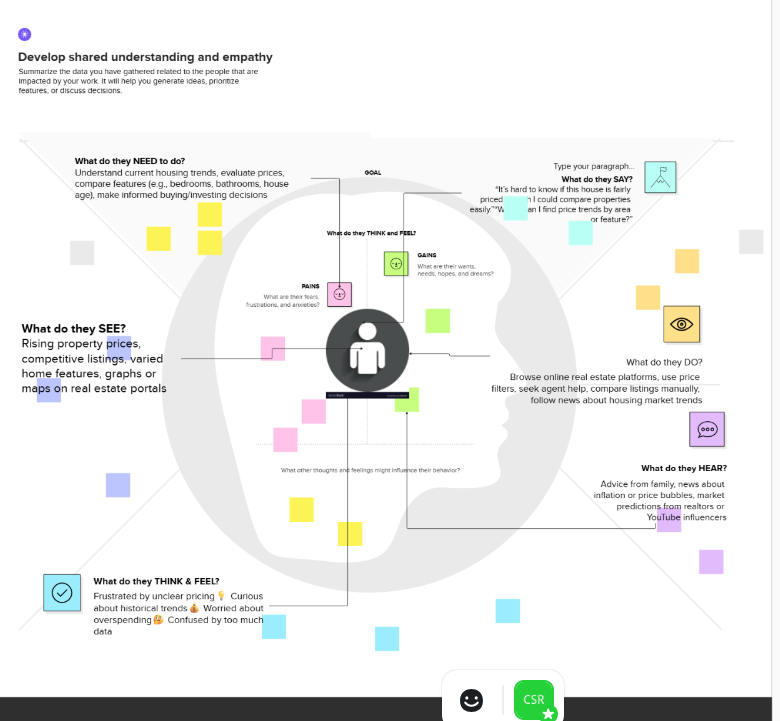 Develop shared understanding and empathy
Summarize the data you have gathered related to the people that are
impacted by your work. It will help you generate ideas, prioritize
features, or discuss decisions.
What do they NEED to do?
Understand current housing trends, evaluate prices,
compare features (e.g., bedrooms, bathrooms, house
age), make informed buying/investing decisions
GOAL
Type your paragraph...
What do they SAY?
"It's hard to know if this house is fairly
priced h I could compare properties
easily.""W an I find price trends by area
or feature?"
What do they THINK and FEEL?
GAINS
What are their wants,
needs, hopes, and dreams?
PAINS
What are their fears,
frustrations, and anxieties?
What do they SEE?
Rising property prices,
competitive listings, varied
home features, graphs or
maps on real estate portals
What do they DO?
Browse online real estate platforms, use price
filters, seek agent help, compare listings manually,
follow news about housing market trends
What do they HEAR?
Advice from family, news about
inflation or price bubbles, market
predictions from realtors or
YouTube influencers
What other thoughts and feelings might influence their behavior?
What do they THINK & FEEL?
Frustrated by unclear pricing💡 Curious
about historical trends💰 Worried about
overspending🤔 Confused by too much
data
CSR